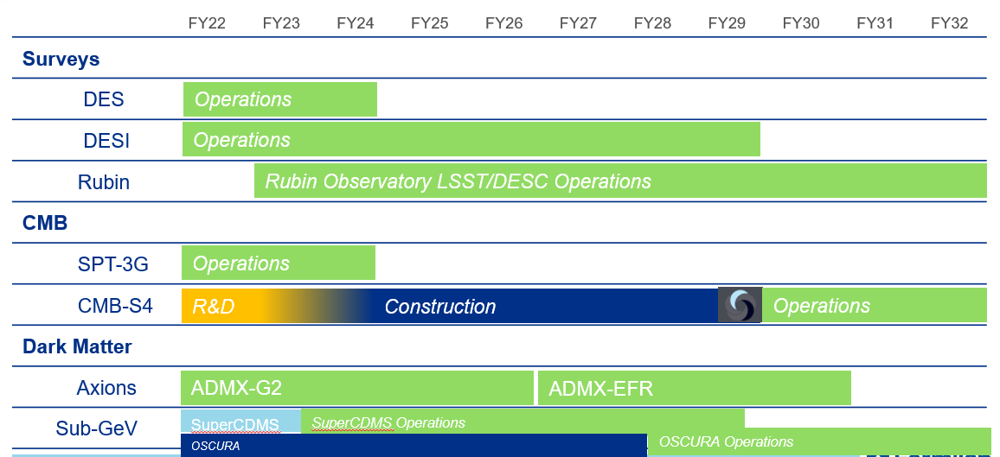 FY22 FY23 FY24 FY25 FY26 FY27 FY28 FY29 FY30 FY31 FY32
Surveys
DES Operations
DESI Operations
Rubin Rubin Observatory LSST/DESC Operations
CMB
SPT-3G Operations
CMB-S4 R&D Construction Operations
Dark Matter
Axions ADMX-G2 ADMX-EFR
Sub-GeV SuperCDMS SuperCDMS Operations
OSCURA OSCURA Operations